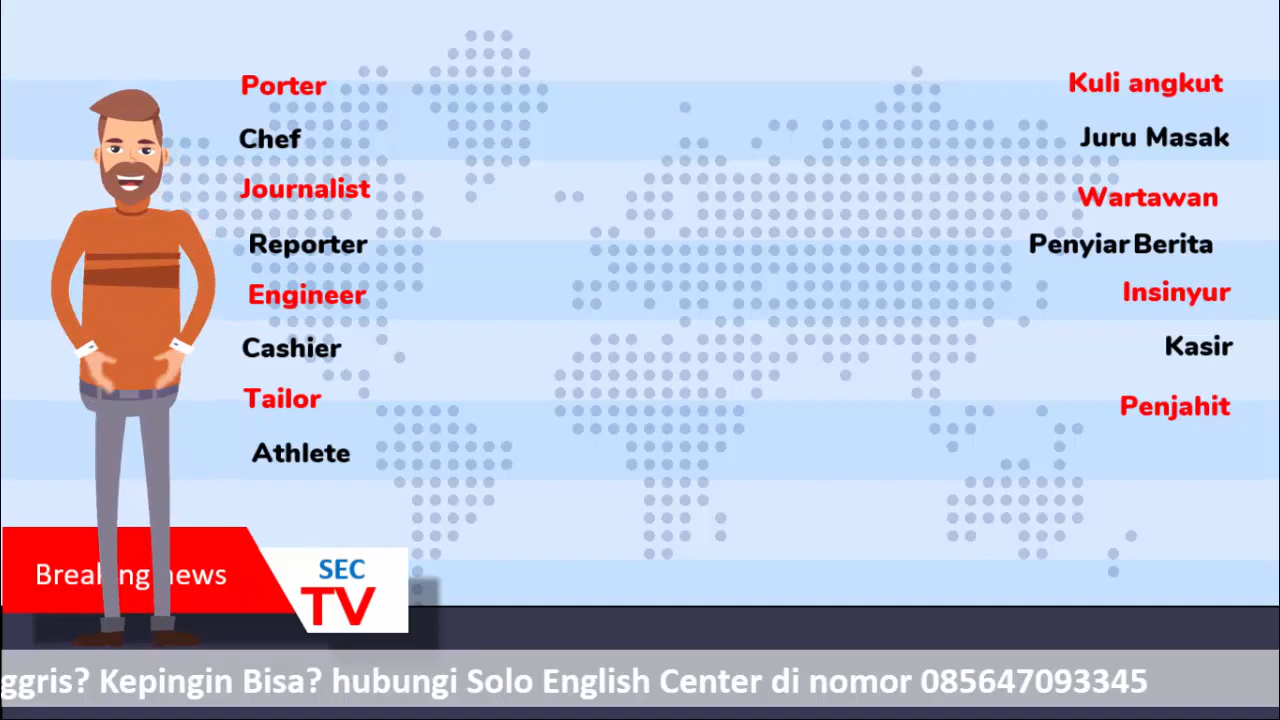 Porter Kuli angkut
Chef Juru Masak
Journalist Wartawan
Reporter Penyiar Berita
Engineer Insinyur
Cashier Kasir
Tailor Penjahit
Athlete
Breaking news
SEC
TV
ggris? Kepingin Bisa? hubungi Solo English Center di nomor 085647093345